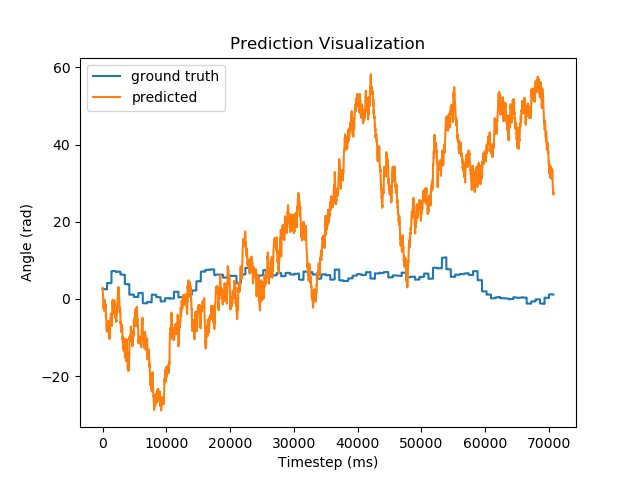 Prediction Visualization
ground truth
predicted
60
40
20
0
−20
Angle (rad)
0 10000 20000 30000 40000 50000 60000 70000
Timestep (ms)